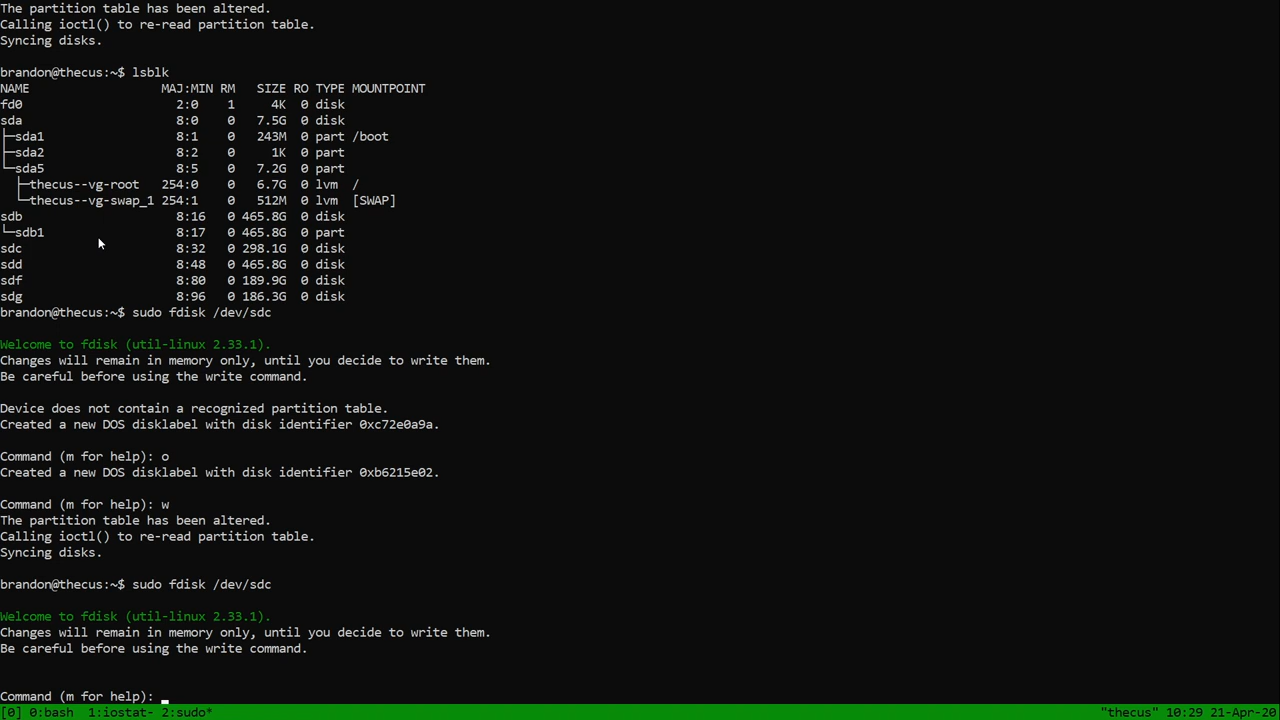 The partition table has been altered.
Calling ioctl() to re-read partition table.
Syncing disks.
brandon@thecus:~$ lsblk
NAME                  MAJ:MIN RM   SIZE RO TYPE MOUNTPOINT
fd0                     2:0    1     4K  0 disk
sda                     8:0    0   7.5G  0 disk
├─sda1                  8:1    0   243M  0 part /boot
├─sda2                  8:2    0     1K  0 part
└─sda5                  8:5    0   7.2G  0 part
  ├─thecus--vg-root   254:0    0   6.7G  0 lvm  /
  └─thecus--vg-swap_1 254:1    0   512M  0 lvm  [SWAP]
sdb                     8:16   0 465.8G  0 disk
└─sdb1                  8:17   0 465.8G  0 part
sdc                     8:32   0 298.1G  0 disk
sdd                     8:48   0 465.8G  0 disk
sdf                     8:80   0 189.9G  0 disk
sdg                     8:96   0 186.3G  0 disk
brandon@thecus:~$ sudo fdisk /dev/sdc
Welcome to fdisk (util-linux 2.33.1).
Changes will remain in memory only, until you decide to write them.
Be careful before using the write command.
Device does not contain a recognized partition table.
Created a new DOS disklabel with disk identifier 0xc72e0a9a.
Command (m for help): o
Created a new DOS disklabel with disk identifier 0xb6215e02.
Command (m for help): w
The partition table has been altered.
Calling ioctl() to re-read partition table.
Syncing disks.
brandon@thecus:~$ sudo fdisk /dev/sdc
Welcome to fdisk (util-linux 2.33.1).
Changes will remain in memory only, until you decide to write them.
Be careful before using the write command.
Command (m for help):
[0] 0:bash  1:iostat- 2:sudo* "thecus" 10:29 21-Apr-20